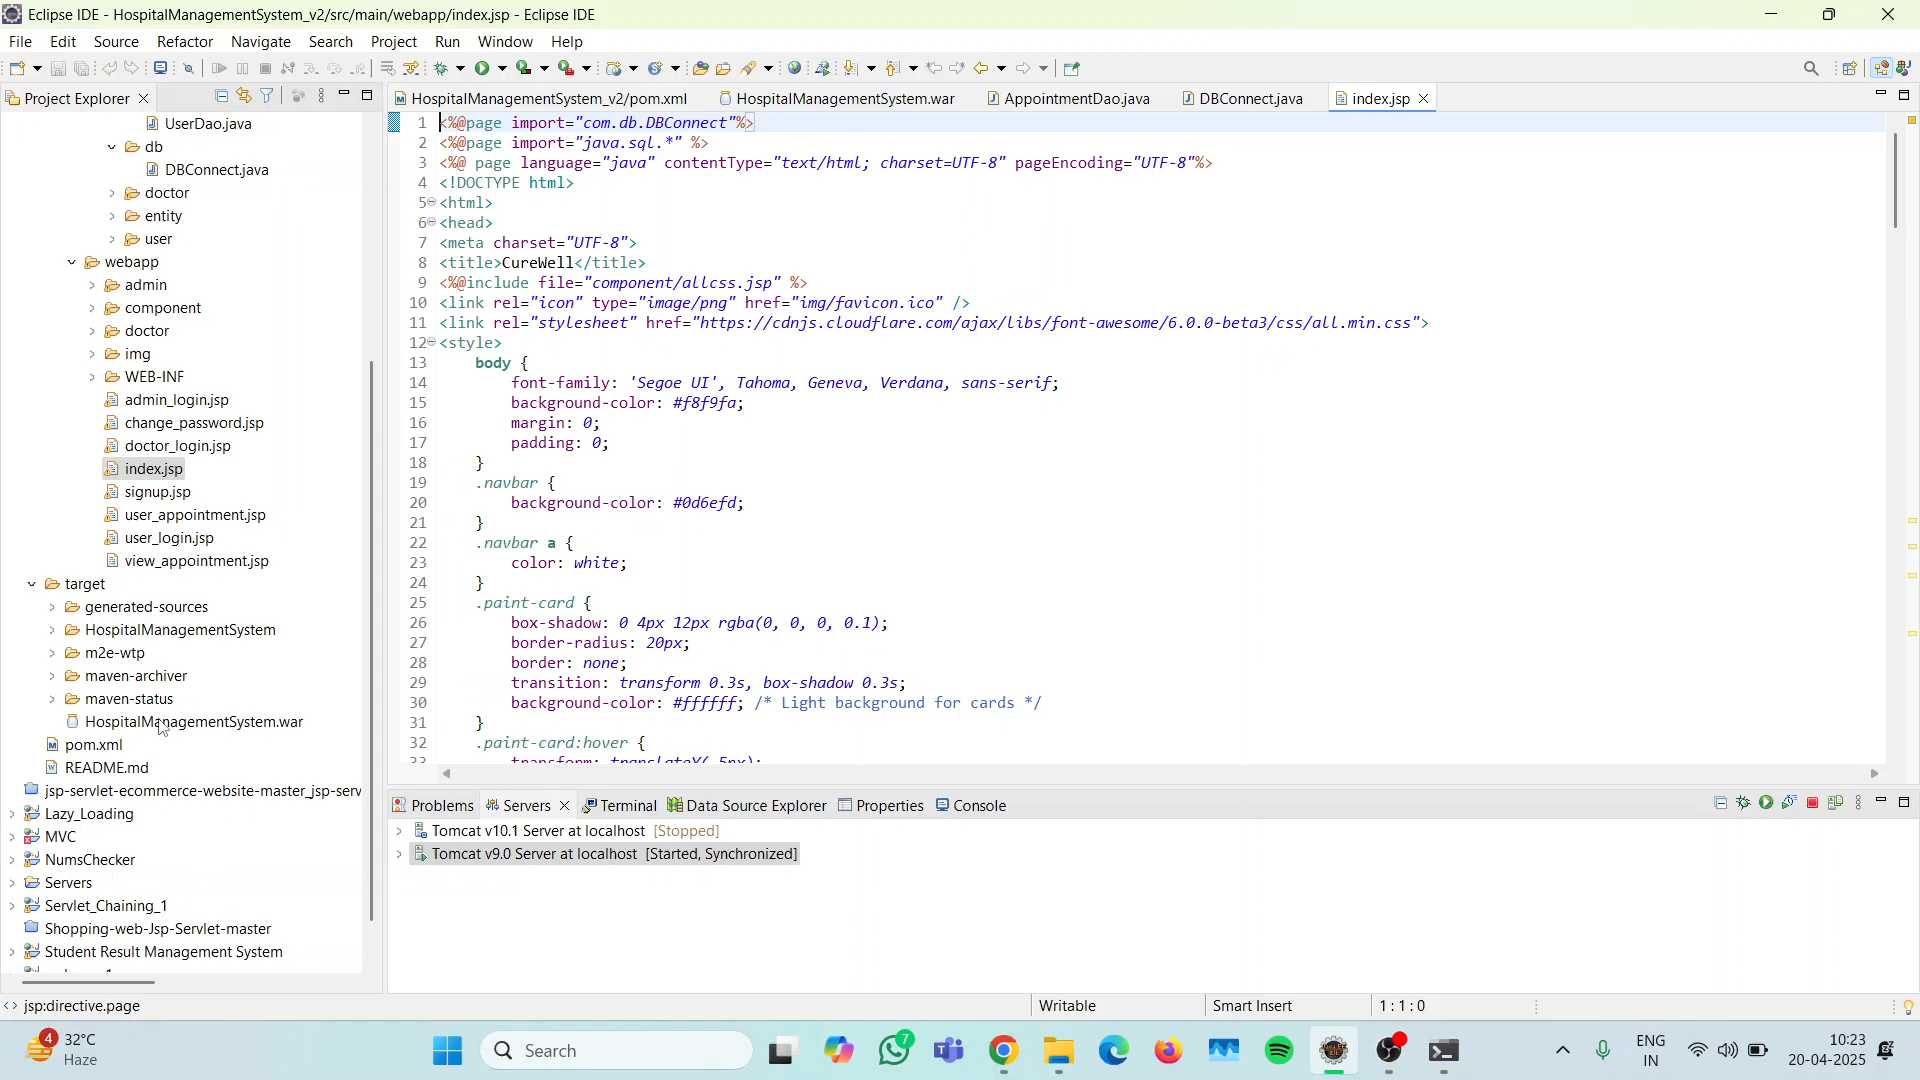 Eclipse IDE - HospitalManagementSystem_v2/src/main/webapp/index.jsp - Eclipse IDE
File Edit Source Refactor Navigate Search Project Run Window Help
Project Explorer
HospitalManagementSystem_v2/pom.xml HospitalManagementSystem.war AppointmentDao.java DBConnect.java index.jsp
UserDao.java
db
DBConnect.java
doctor
entity
user
webapp
admin
component
doctor
img
WEB-INF
admin_login.jsp
change_password.jsp
doctor_login.jsp
index.jsp
signup.jsp
user_appointment.jsp
user_login.jsp
view_appointment.jsp
target
generated-sources
HospitalManagementSystem
m2e-wtp
maven-archiver
maven-status
HospitalManagementSystem.war
pom.xml
README.md
jsp-servlet-ecommerce-website-master_jsp-serv
Lazy_Loading
MVC
NumsChecker
Servers
Servlet_Chaining_1
Shopping-web-Jsp-Servlet-master
Student Result Management System
1 <%@page import="com.db.DBConnect"%>
2 <%@page import="java.sql.*" %>
3 <%@ page language="java" contentType="text/html; charset=UTF-8" pageEncoding="UTF-8"%>
4 <!DOCTYPE html>
5 <html>
6 <head>
7 <meta charset="UTF-8">
8 <title>CureWell</title>
9 <%@include file="component/allcss.jsp" %>
10 <link rel="icon" type="image/png" href="img/favicon.ico" />
11 <link rel="stylesheet" href="https://cdnjs.cloudflare.com/ajax/libs/font-awesome/6.0.0-beta3/css/all.min.css">
12 <style>
13 body {
14 font-family: 'Segoe UI', Tahoma, Geneva, Verdana, sans-serif;
15 background-color: #f8f9fa;
16 margin: 0;
17 padding: 0;
18 }
19 .navbar {
20 background-color: #0d6efd;
21 }
22 .navbar a {
23 color: white;
24 }
25 .paint-card {
26 box-shadow: 0 4px 12px rgba(0, 0, 0, 0.1);
27 border-radius: 20px;
28 border: none;
29 transition: transform 0.3s, box-shadow 0.3s;
30 background-color: #ffffff; /* Light background for cards */
31 }
32 .paint-card:hover {
33 transform: translateY(-5px);
Problems Servers Terminal Data Source Explorer Properties Console
Tomcat v10.1 Server at localhost [Stopped]
Tomcat v9.0 Server at localhost [Started, Synchronized]
jsp:directive.page Writable Smart Insert 1 : 1 : 0
4
32°C
Haze
Search
7
ENG
IN
10:23
20-04-2025